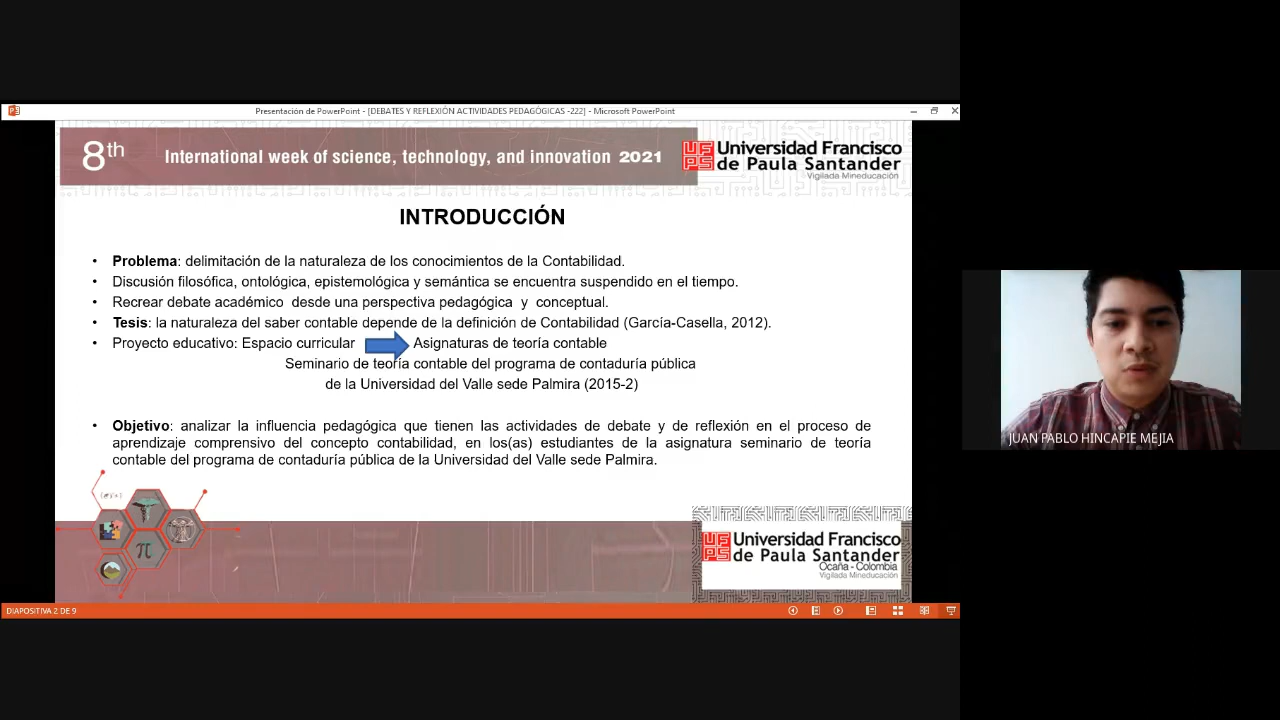 Presentación de PowerPoint - [DEBATES Y REFLEXIÓN ACTIVIDADES PEDAGÓGICAS -222] - Microsoft PowerPoint
8th
International week of science, technology, and innovation 2021
UFPS
Universidad Francisco
de Paula Santander
Vigilada Mineducación
INTRODUCCIÓN
• Problema: delimitación de la naturaleza de los conocimientos de la Contabilidad.
• Discusión filosófica, ontológica, epistemológica y semántica se encuentra suspendido en el tiempo.
• Recrear debate académico desde una perspectiva pedagógica y conceptual.
• Tesis: la naturaleza del saber contable depende de la definición de Contabilidad (García-Casella, 2012).
• Proyecto educativo: Espacio curricular Asignaturas de teoría contable
Seminario de teoría contable del programa de contaduría pública
de la Universidad del Valle sede Palmira (2015-2)
• Objetivo: analizar la influencia pedagógica que tienen las actividades de debate y de reflexión en el proceso de
aprendizaje comprensivo del concepto contabilidad, en los(as) estudiantes de la asignatura seminario de teoría
contable del programa de contaduría pública de la Universidad del Valle sede Palmira.
JUAN PABLO HINCAPIE MEJIA
π
UFPS
Universidad Francisco
de Paula Santander
Ocaña - Colombia
Vigilada Mineducación
DIAPOSITIVA 2 DE 9